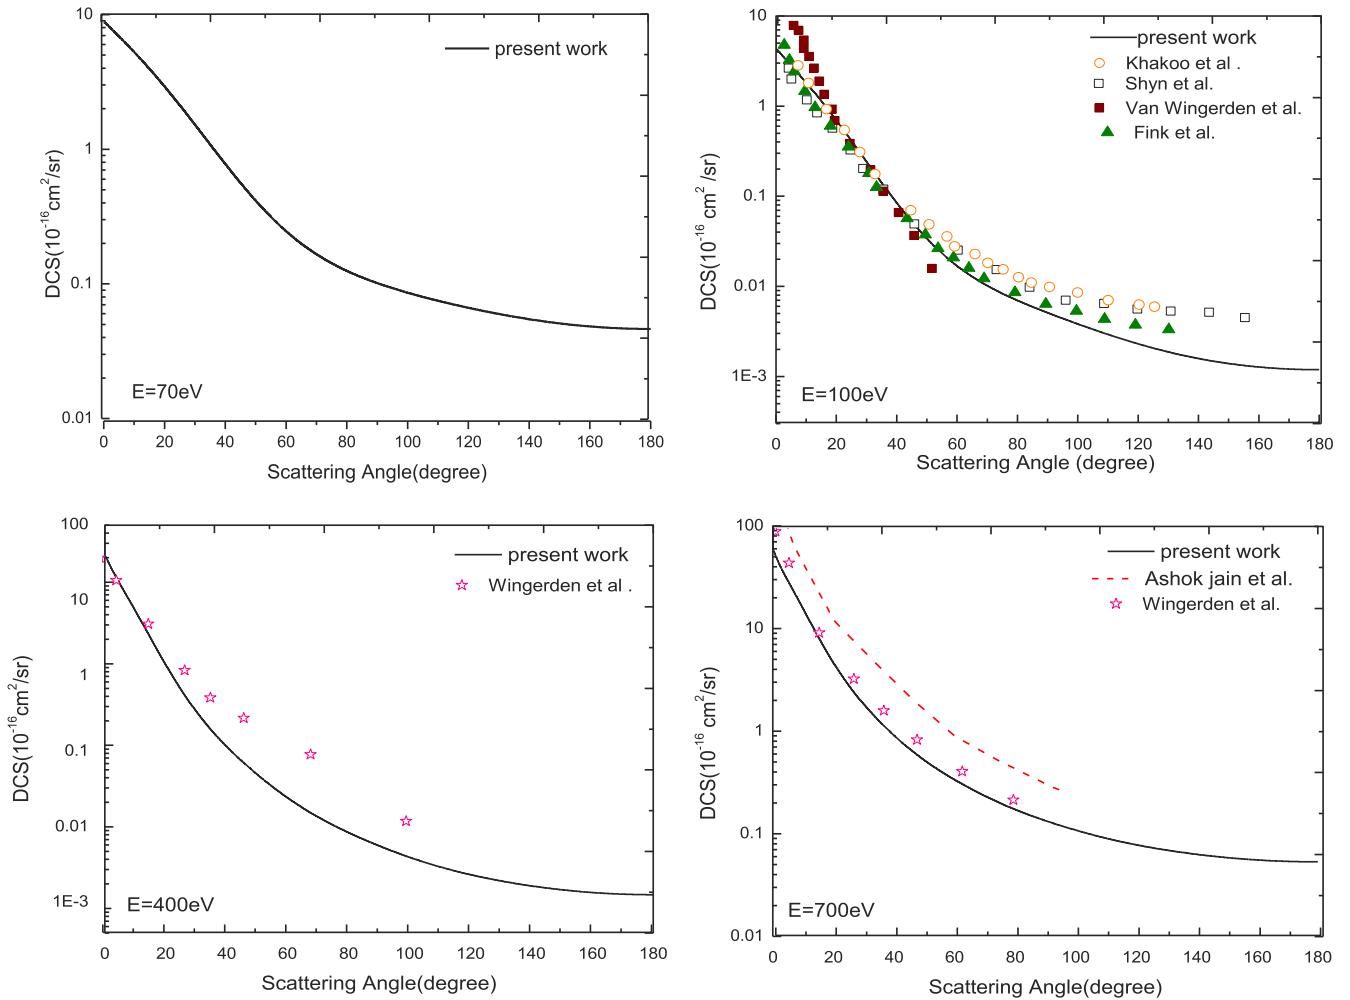 10
1
0.1
0.01
DCS(10⁻¹⁶cm²/sr)
present work
E=70eV
0 20 40 60 80 100 120 140 160 180
Scattering Angle(degree)
10
1
0.1
0.01
1E-3
DCS(10⁻¹⁶ cm² /sr)
present work
Khakoo et al .
Shyn et al.
Van Wingerden et al.
Fink et al.
E=100eV
0 20 40 60 80 100 120 140 160 180
Scattering Angle (degree)
100
10
1
0.1
0.01
1E-3
DCS(10⁻¹⁶cm²/sr)
present work
Wingerden et al .
E=400eV
0 20 40 60 80 100 120 140 160 180
Scattering Angle(degree)
100
10
1
0.1
0.01
DCS(10⁻¹⁶ cm²/sr)
present work
Ashok jain et al.
Wingerden et al.
E=700eV
0 20 40 60 80 100 120 140 160 180
Scattering Angle(degree)